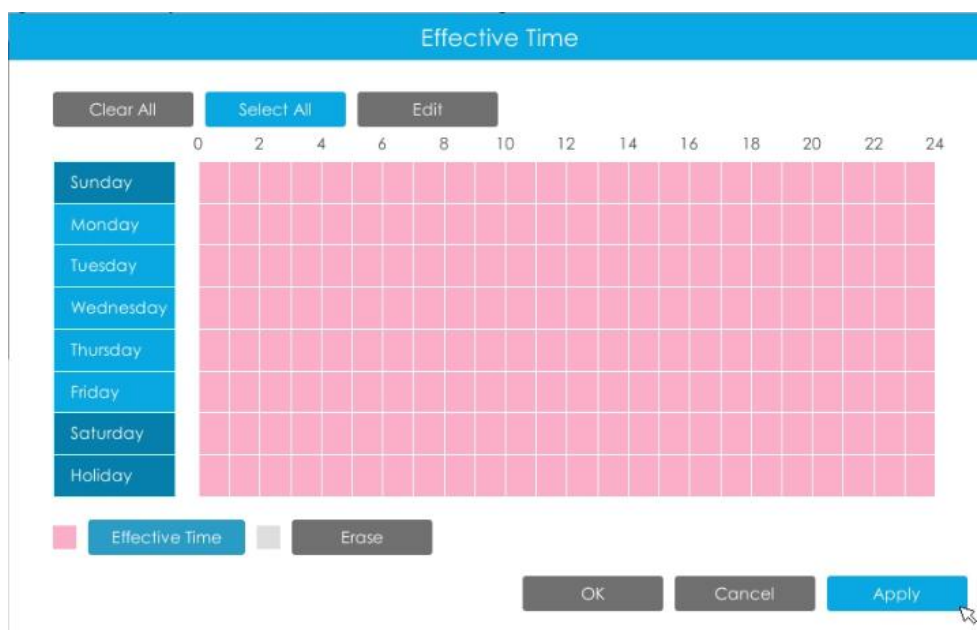 Effective Time
Clear All Select All Edit
0 2 4 6 8 10 12 14 16 18 20 22 24
Sunday
Monday
Tuesday
Wednesday
Thursday
Friday
Saturday
Holiday
Effective Time Erase
OK Cancel Apply